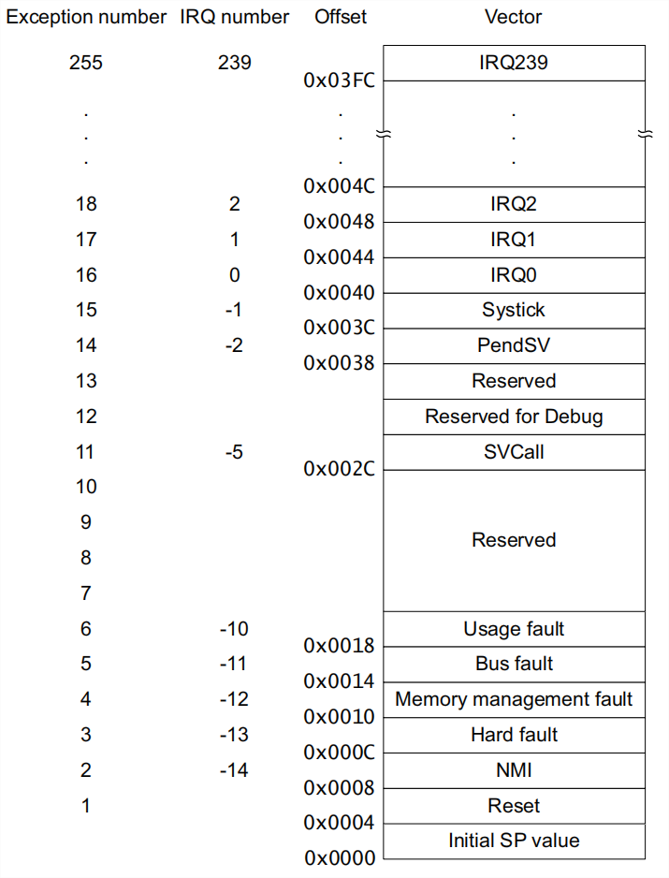 Exception number IRQ number Offset Vector
255 239 IRQ239
0x03FC
. . .
. . .
. . .
0x004C
18 2 IRQ2
0x0048
17 1 IRQ1
0x0044
16 0 IRQ0
0x0040
15 -1 Systick
0x003C
14 -2 PendSV
0x0038
13 Reserved
12 Reserved for Debug
11 -5 SVCall
0x002C
10
9
Reserved
8
7
6 -10 Usage fault
0x0018
5 -11 Bus fault
0x0014
4 -12 Memory management fault
0x0010
3 -13 Hard fault
0x000C
2 -14 NMI
0x0008
1 Reset
0x0004
Initial SP value
0x0000